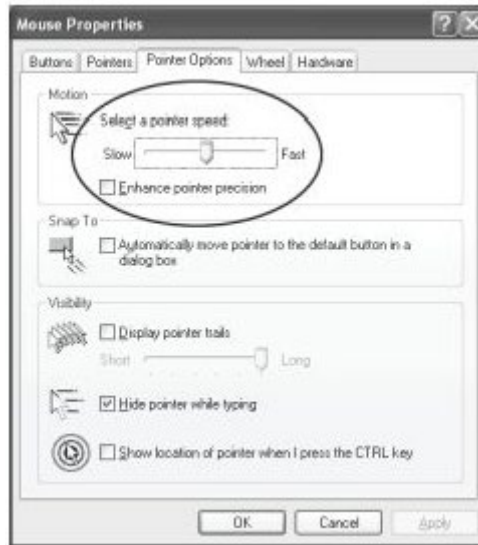 Mouse Properties
Buttons Pointers Pointer Options Wheel Hardware
Motion
Select a pointer speed:
Slow Fast
Enhance pointer precision
Snap To
Automatically move pointer to the default button in a
dialog box
Visibility
Display pointer trails
Short Long
Hide pointer while typing
Show location of pointer when I press the CTRL key
OK Cancel Apply